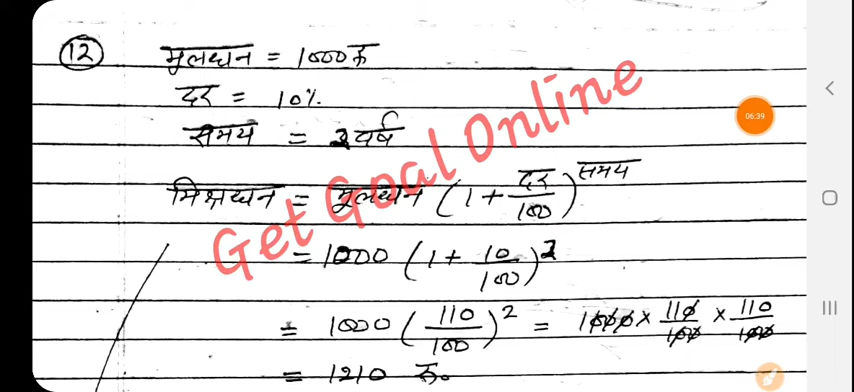 12 मुलधन = 1000 रु
दर = 10%
समय = 2 वर्ष
06:39
मिश्रधन = मुलधन (1 + दर/100)^समय
= 1000 (1 + 10/100)^2
= 1000 (110/100)^2 = 1000 × 110/100 × 110/100
= 1210 रु०
Get Goal Online